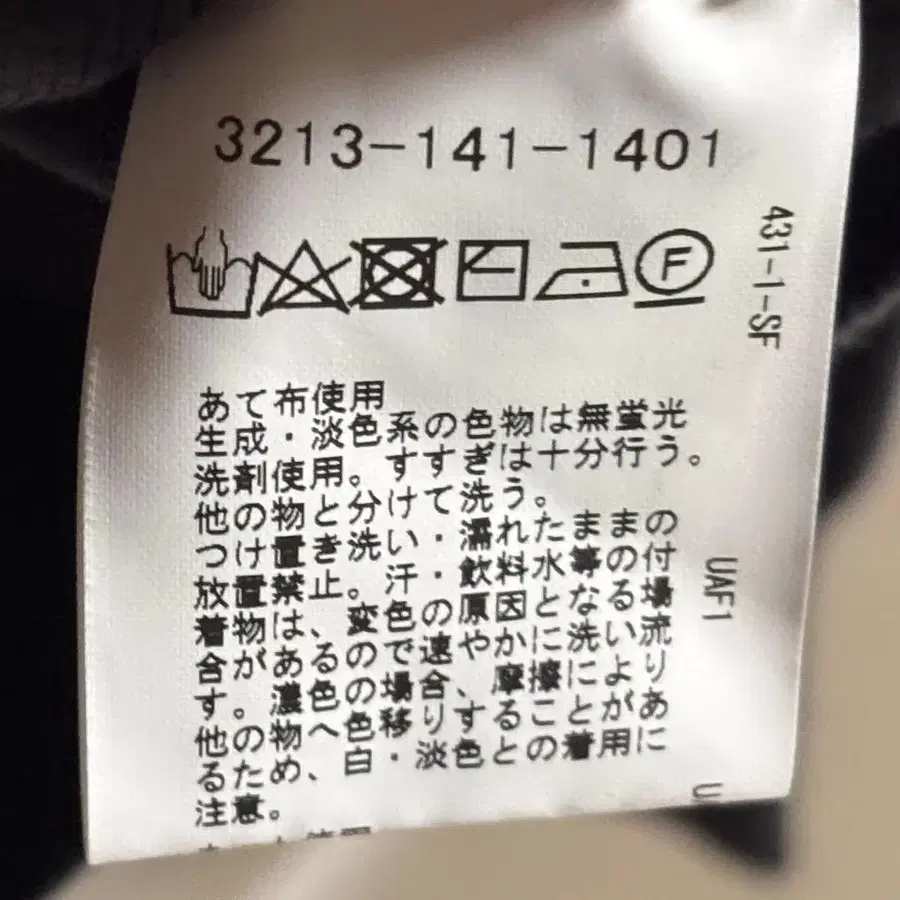 3213-141-1401
F
431-1-SF
あて布使用
生成・淡色系の色物は無蛍光
洗剤使用。すすぎは十分行う。
他の物と分けて洗う。
つけ置き洗い・濡れたままの
放置禁止。汗・飲料水等の付
着物は、変色の原因となる場
合があるので速やかに洗い流
す。濃色の場合、摩擦により
他の物へ色移りすることがあ
るため、白・淡色との着用に
注意。
UAF1